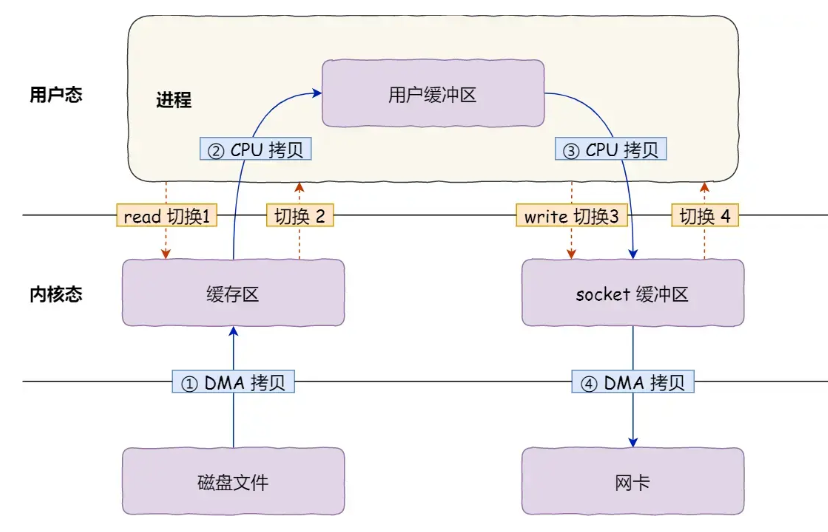 用户态
进程
用户缓冲区
② CPU 拷贝
③ CPU 拷贝
read 切换1
切换 2
write 切换3
切换 4
内核态
缓存区
socket 缓冲区
① DMA 拷贝
④ DMA 拷贝
磁盘文件
网卡